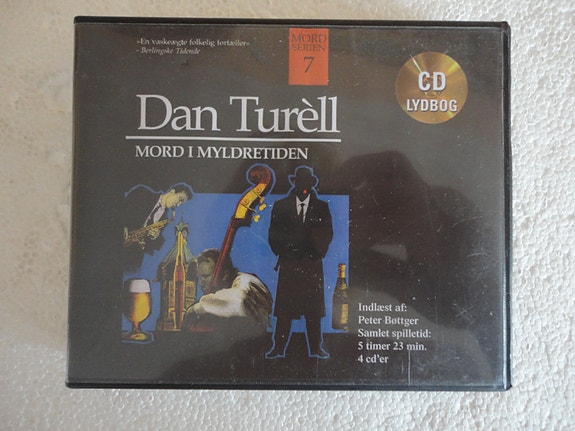 »En vaskeægte folkelig fortæller«
- Berlingske Tidende
MORD
SERIEN
7
CD
LYDBOG
Dan Turèll
MORD I MYLDRETIDEN
Indlæst af:
Peter Bøttger
Samlet spilletid:
5 timer 23 min.
4 cd'er